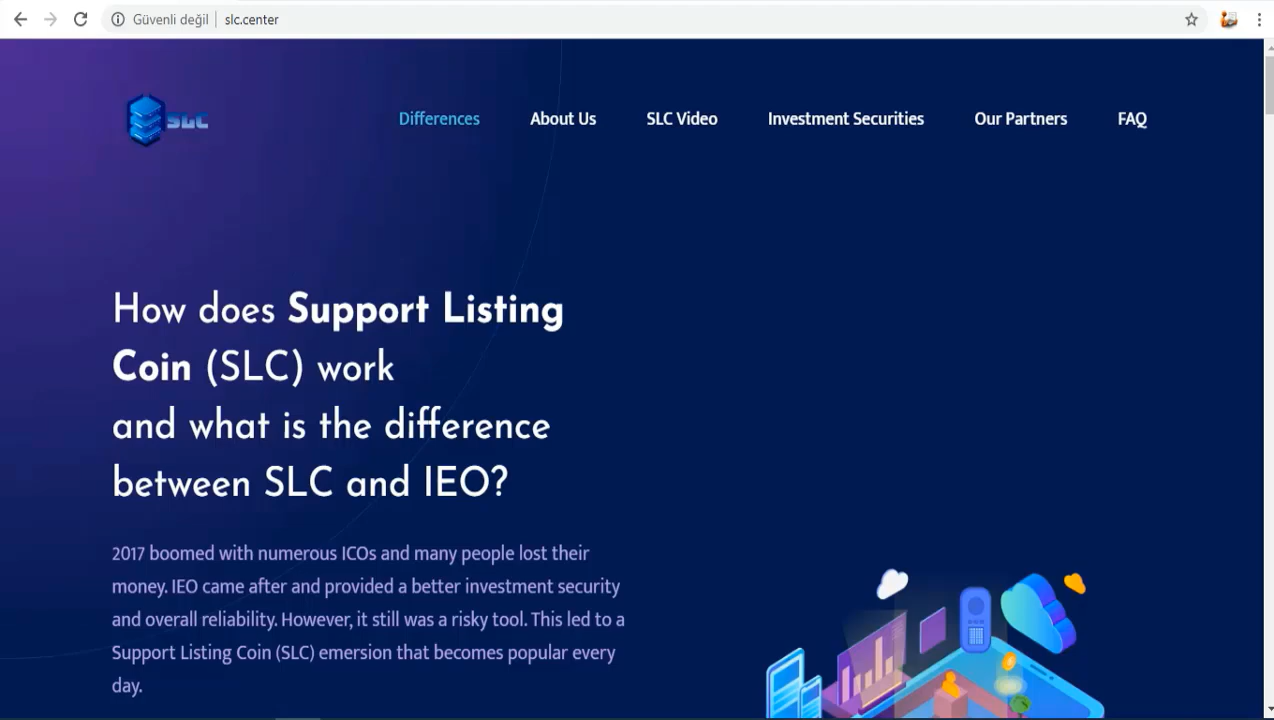 Güvenli değil slc.center
SLC
Differences About Us SLC Video Investment Securities Our Partners FAQ
How does Support Listing
Coin (SLC) work
and what is the difference
between SLC and IEO?
2017 boomed with numerous ICOs and many people lost their
money. IEO came after and provided a better investment security
and overall reliability. However, it still was a risky tool. This led to a
Support Listing Coin (SLC) emersion that becomes popular every
day.